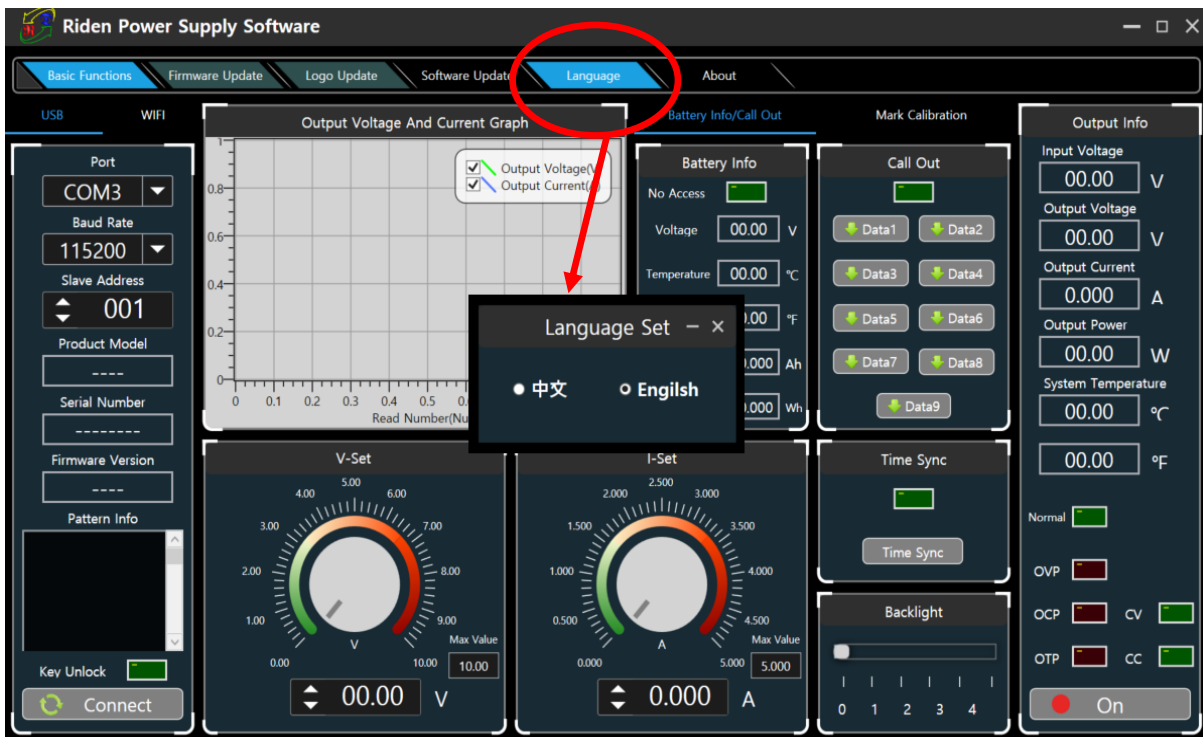 Riden Power Supply Software
Basic Functions
Firmware Update
Logo Update
Software Update
Language
About
USB
WIFI
Port
COM3
Baud Rate
115200
Slave Address
001
Product Model
----
Serial Number
--------
Firmware Version
----
Pattern Info
Key Unlock
Connect
Output Voltage And Current Graph
Output Voltage(V
Output Current(A)
1
0.8
0.6
0.4
0.2
0
0 0.1 0.2 0.3 0.4 0.5 0.
Read Number(Nu
Battery Info/Call Out
Mark Calibration
Battery Info
No Access
Voltage 00.00 V
Temperature 00.00 ℃
.00 ℉
.000 Ah
.000 Wh
Call Out
Data1 Data2
Data3 Data4
Data5 Data6
Data7 Data8
Data9
Language Set
中文 Engilsh
V-Set
0.00
1.00
2.00
3.00
4.00
5.00
6.00
7.00
8.00
9.00
10.00
V
Max Value
10.00
00.00 V
I-Set
0.000
0.500
1.000
1.500
2.000
2.500
3.000
3.500
4.000
4.500
5.000
A
Max Value
5.000
0.000 A
Time Sync
Time Sync
Backlight
0 1 2 3 4
Output Info
Input Voltage
00.00 V
Output Voltage
00.00 V
Output Current
0.000 A
Output Power
00.00 W
System Temperature
00.00 ℃
00.00 ℉
Normal
OVP
OCP CV
OTP CC
On